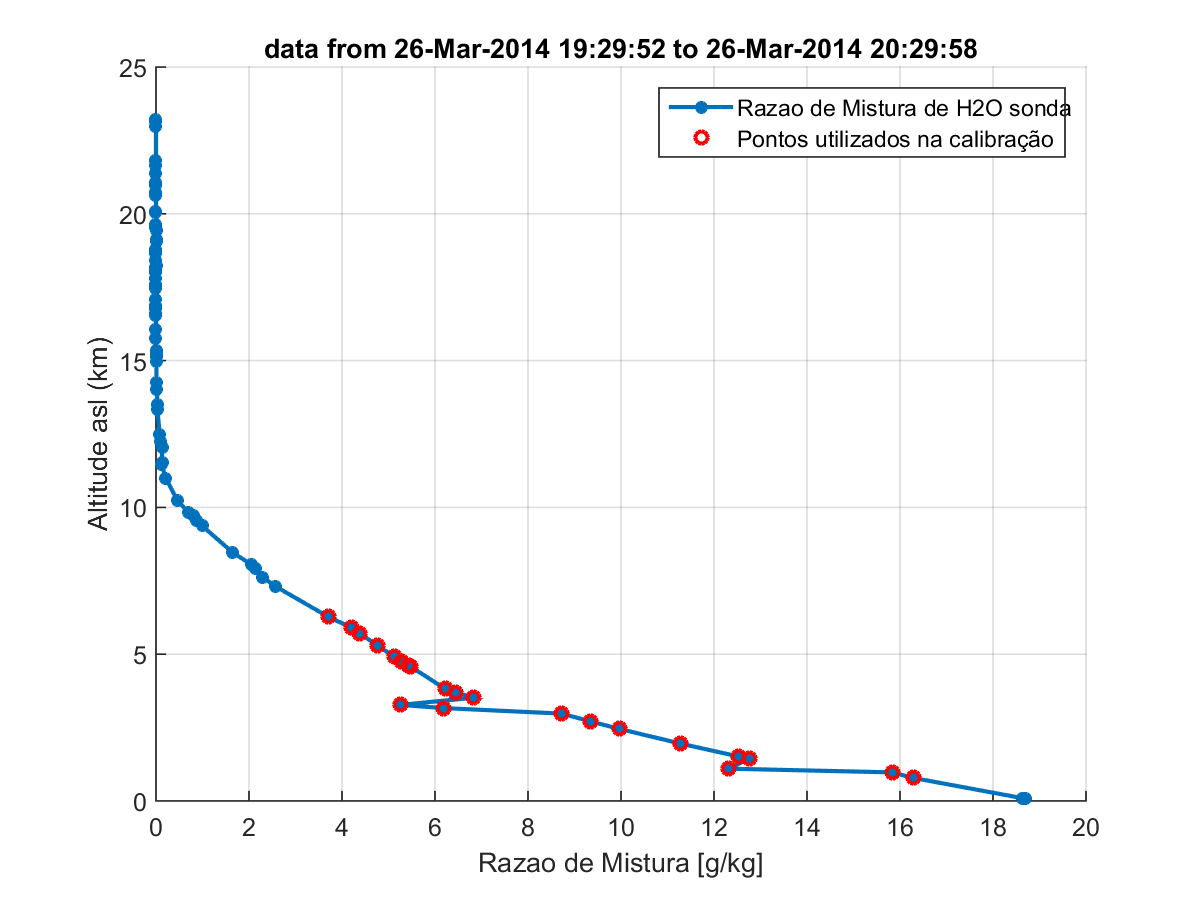 data from 26-Mar-2014 19:29:52 to 26-Mar-2014 20:29:58
Razao de Mistura de H2O sonda
Pontos utilizados na calibração
25
20
15
10
5
0
Altitude asl (km)
0 2 4 6 8 10 12 14 16 18 20
Razao de Mistura [g/kg]